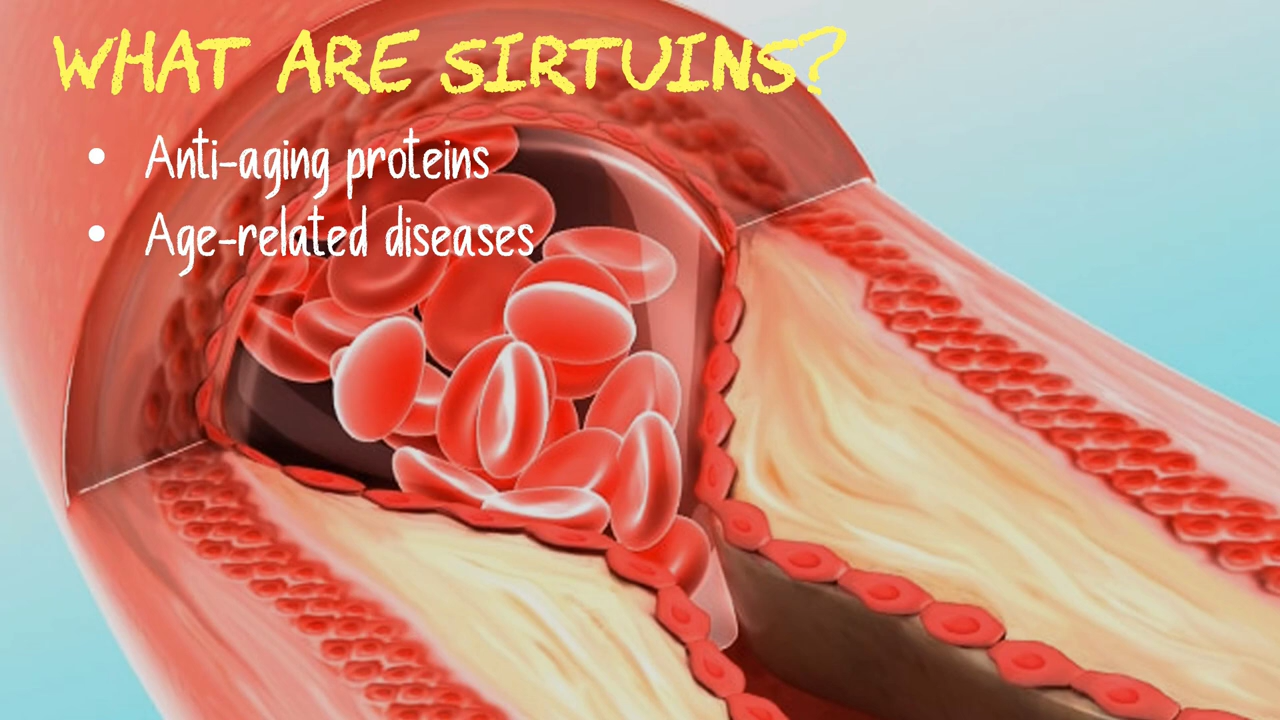 WHAT ARE SIRTUINS?
• Anti-aging proteins
• Age-related diseases